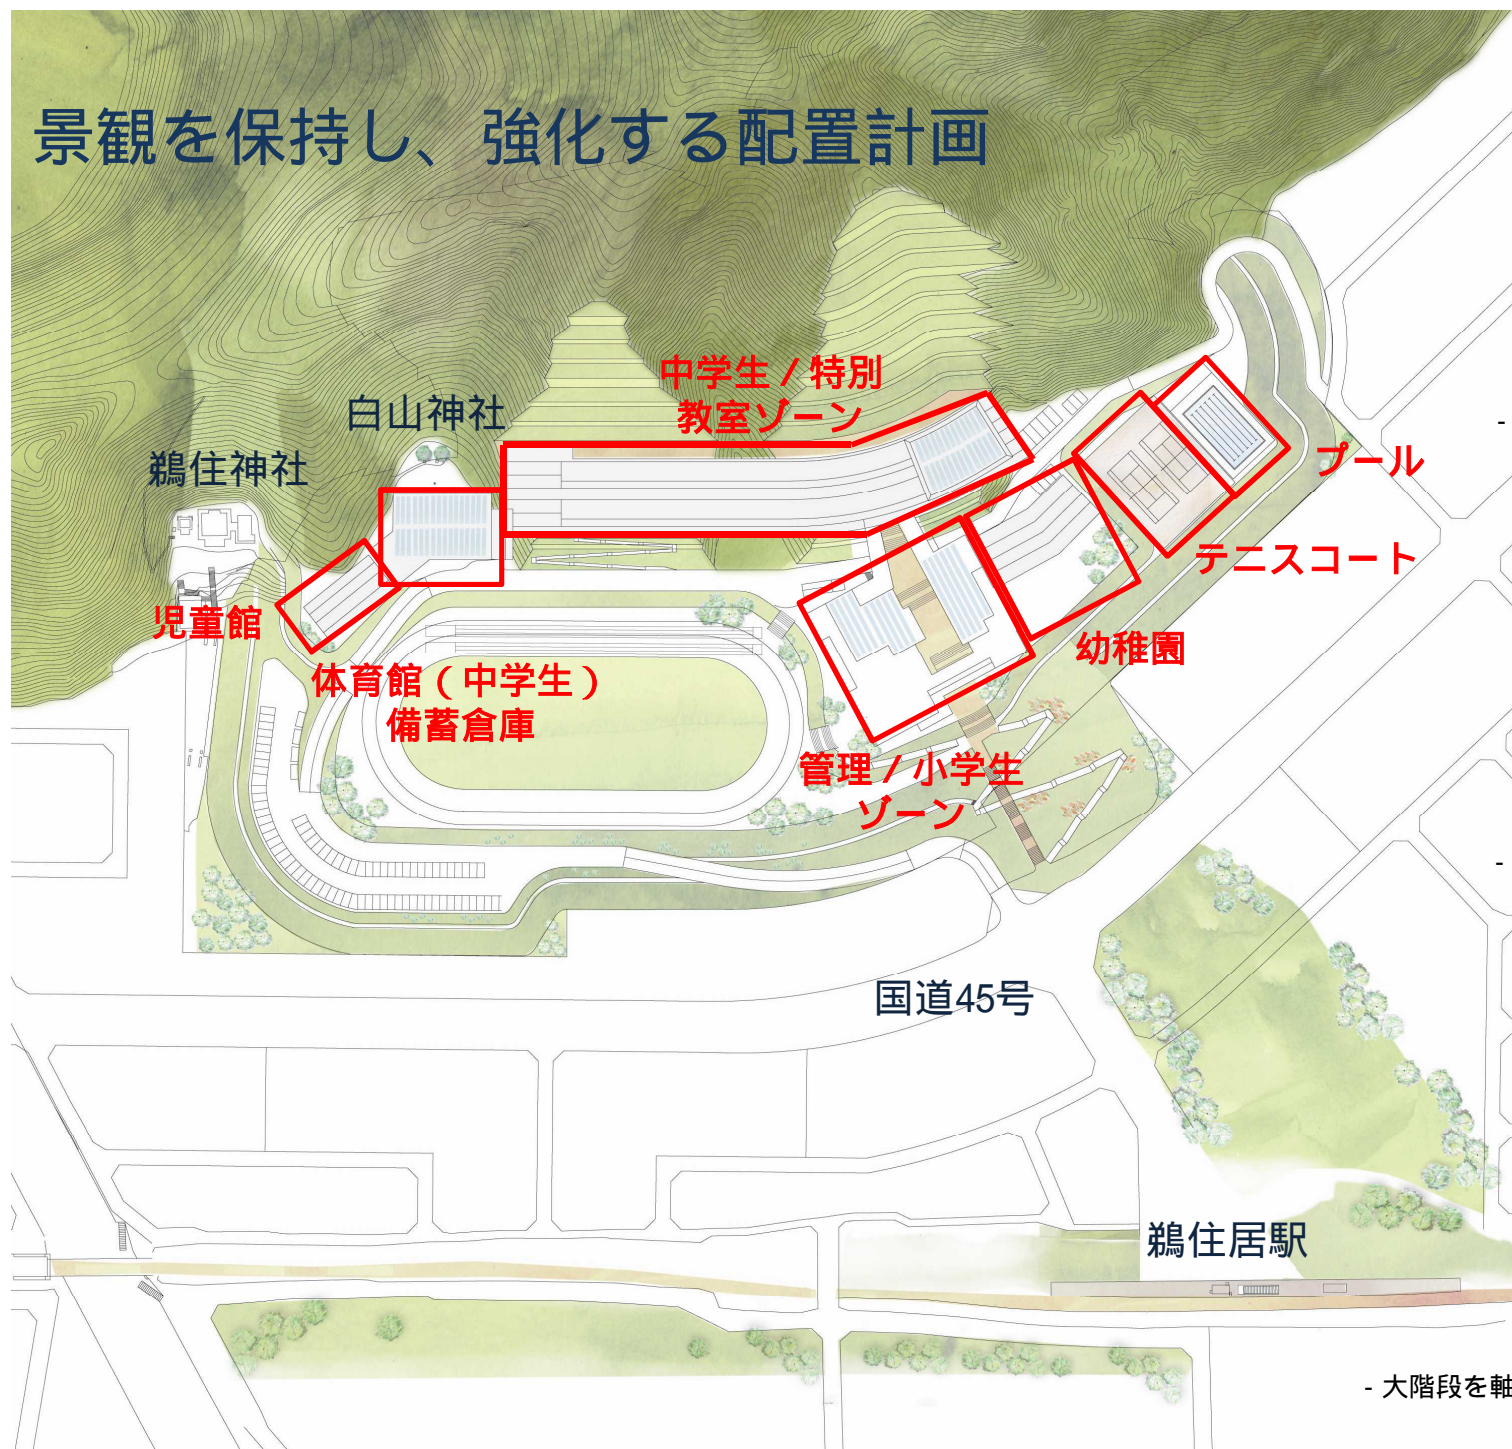 景観を保持し、強化する配置計画
中学生／特別
教室ゾーン
白山神社
鵜住神社
プール
テニスコート
児童館
幼稚園
体育館（中学生）
備蓄倉庫
管理／小学生
ゾーン
国道45号
鵜住居駅
-
-
- 大階段を軸